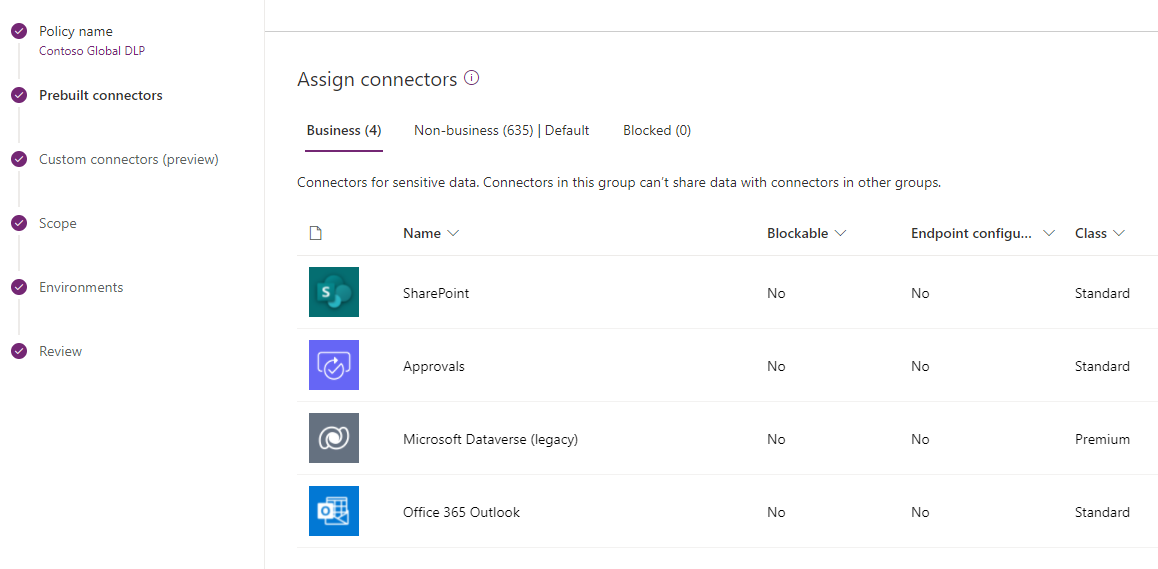 Policy name
Contoso Global DLP
Prebuilt connectors
Custom connectors (preview)
Scope
Environments
Review
Assign connectors
Business (4) Non-business (635) | Default Blocked (0)
Connectors for sensitive data. Connectors in this group can't share data with connectors in other groups.
Name Blockable Endpoint configu... Class
SharePoint No No Standard
Approvals No No Standard
Microsoft Dataverse (legacy) No No Premium
Office 365 Outlook No No Standard